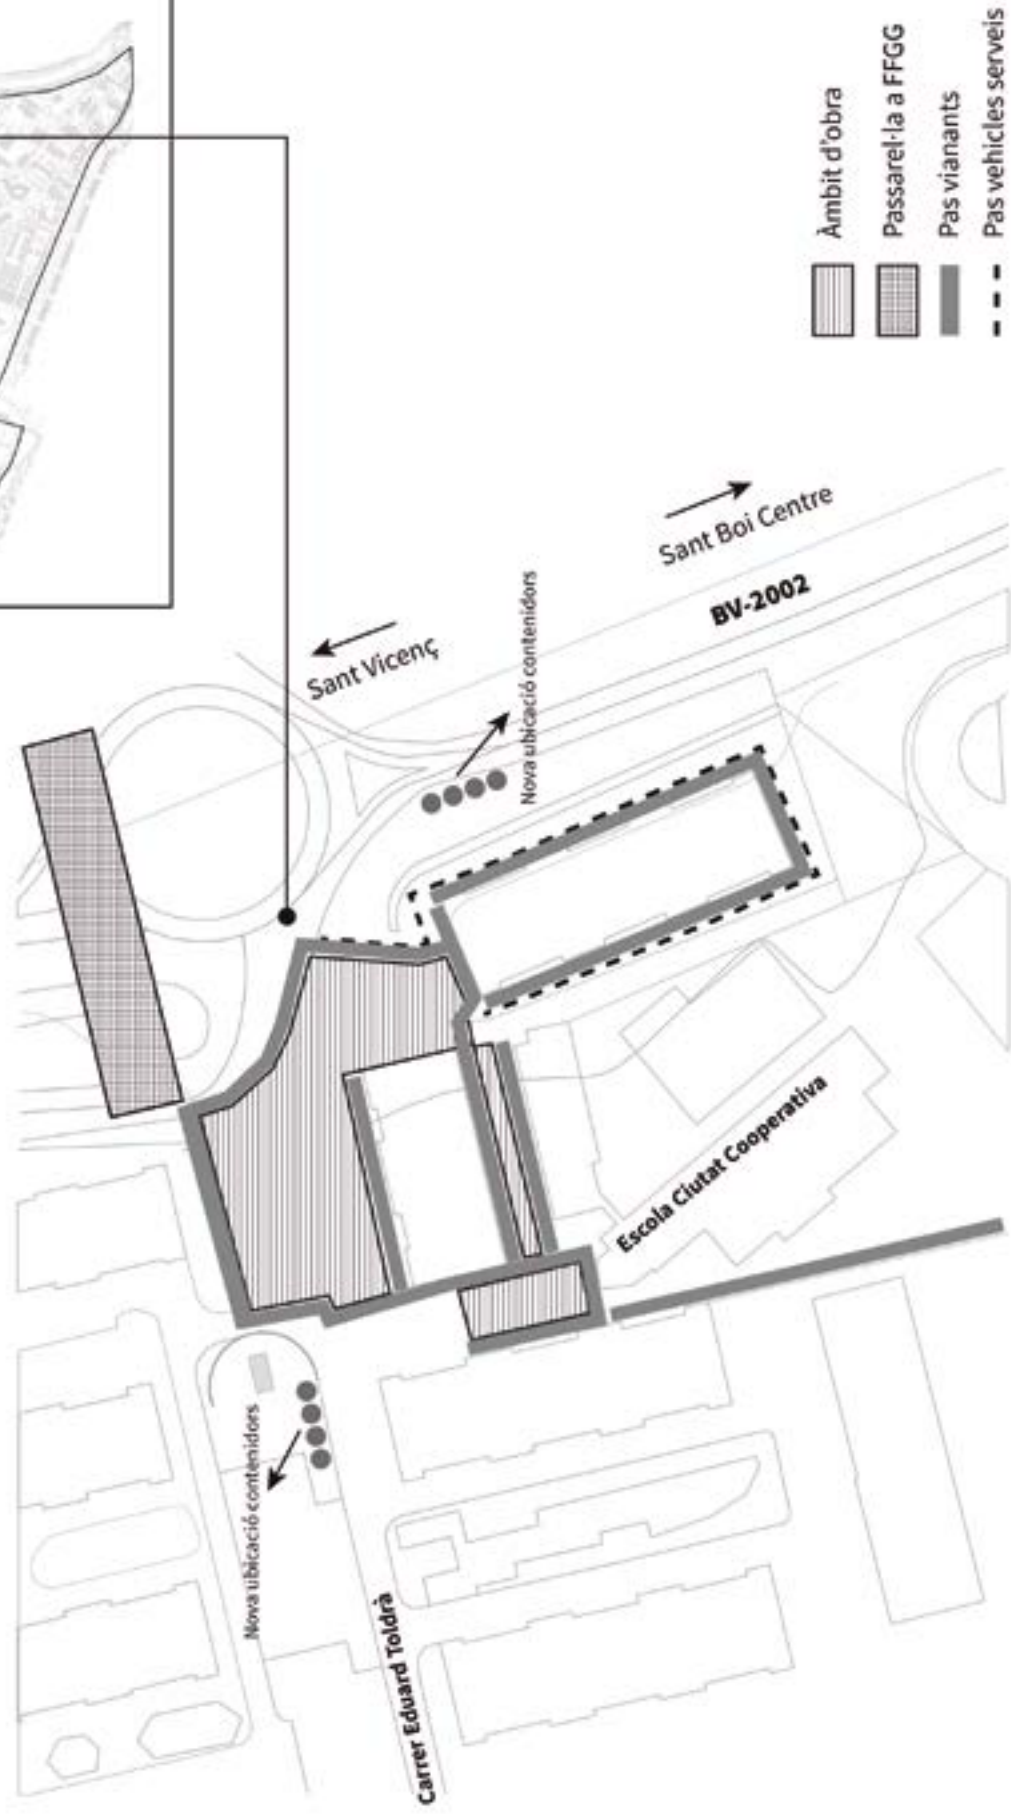 Àmbit d'obra
Passarel·la a FFGG
Pas vianants
Pas vehicles serveis
Sant Vicenç
Sant Boi Centre
BV-2002
Nova ubicació contenidors
Escola Ciutat Cooperativa
Nova ubicació contenidors
Carrer Eduard Toldrà